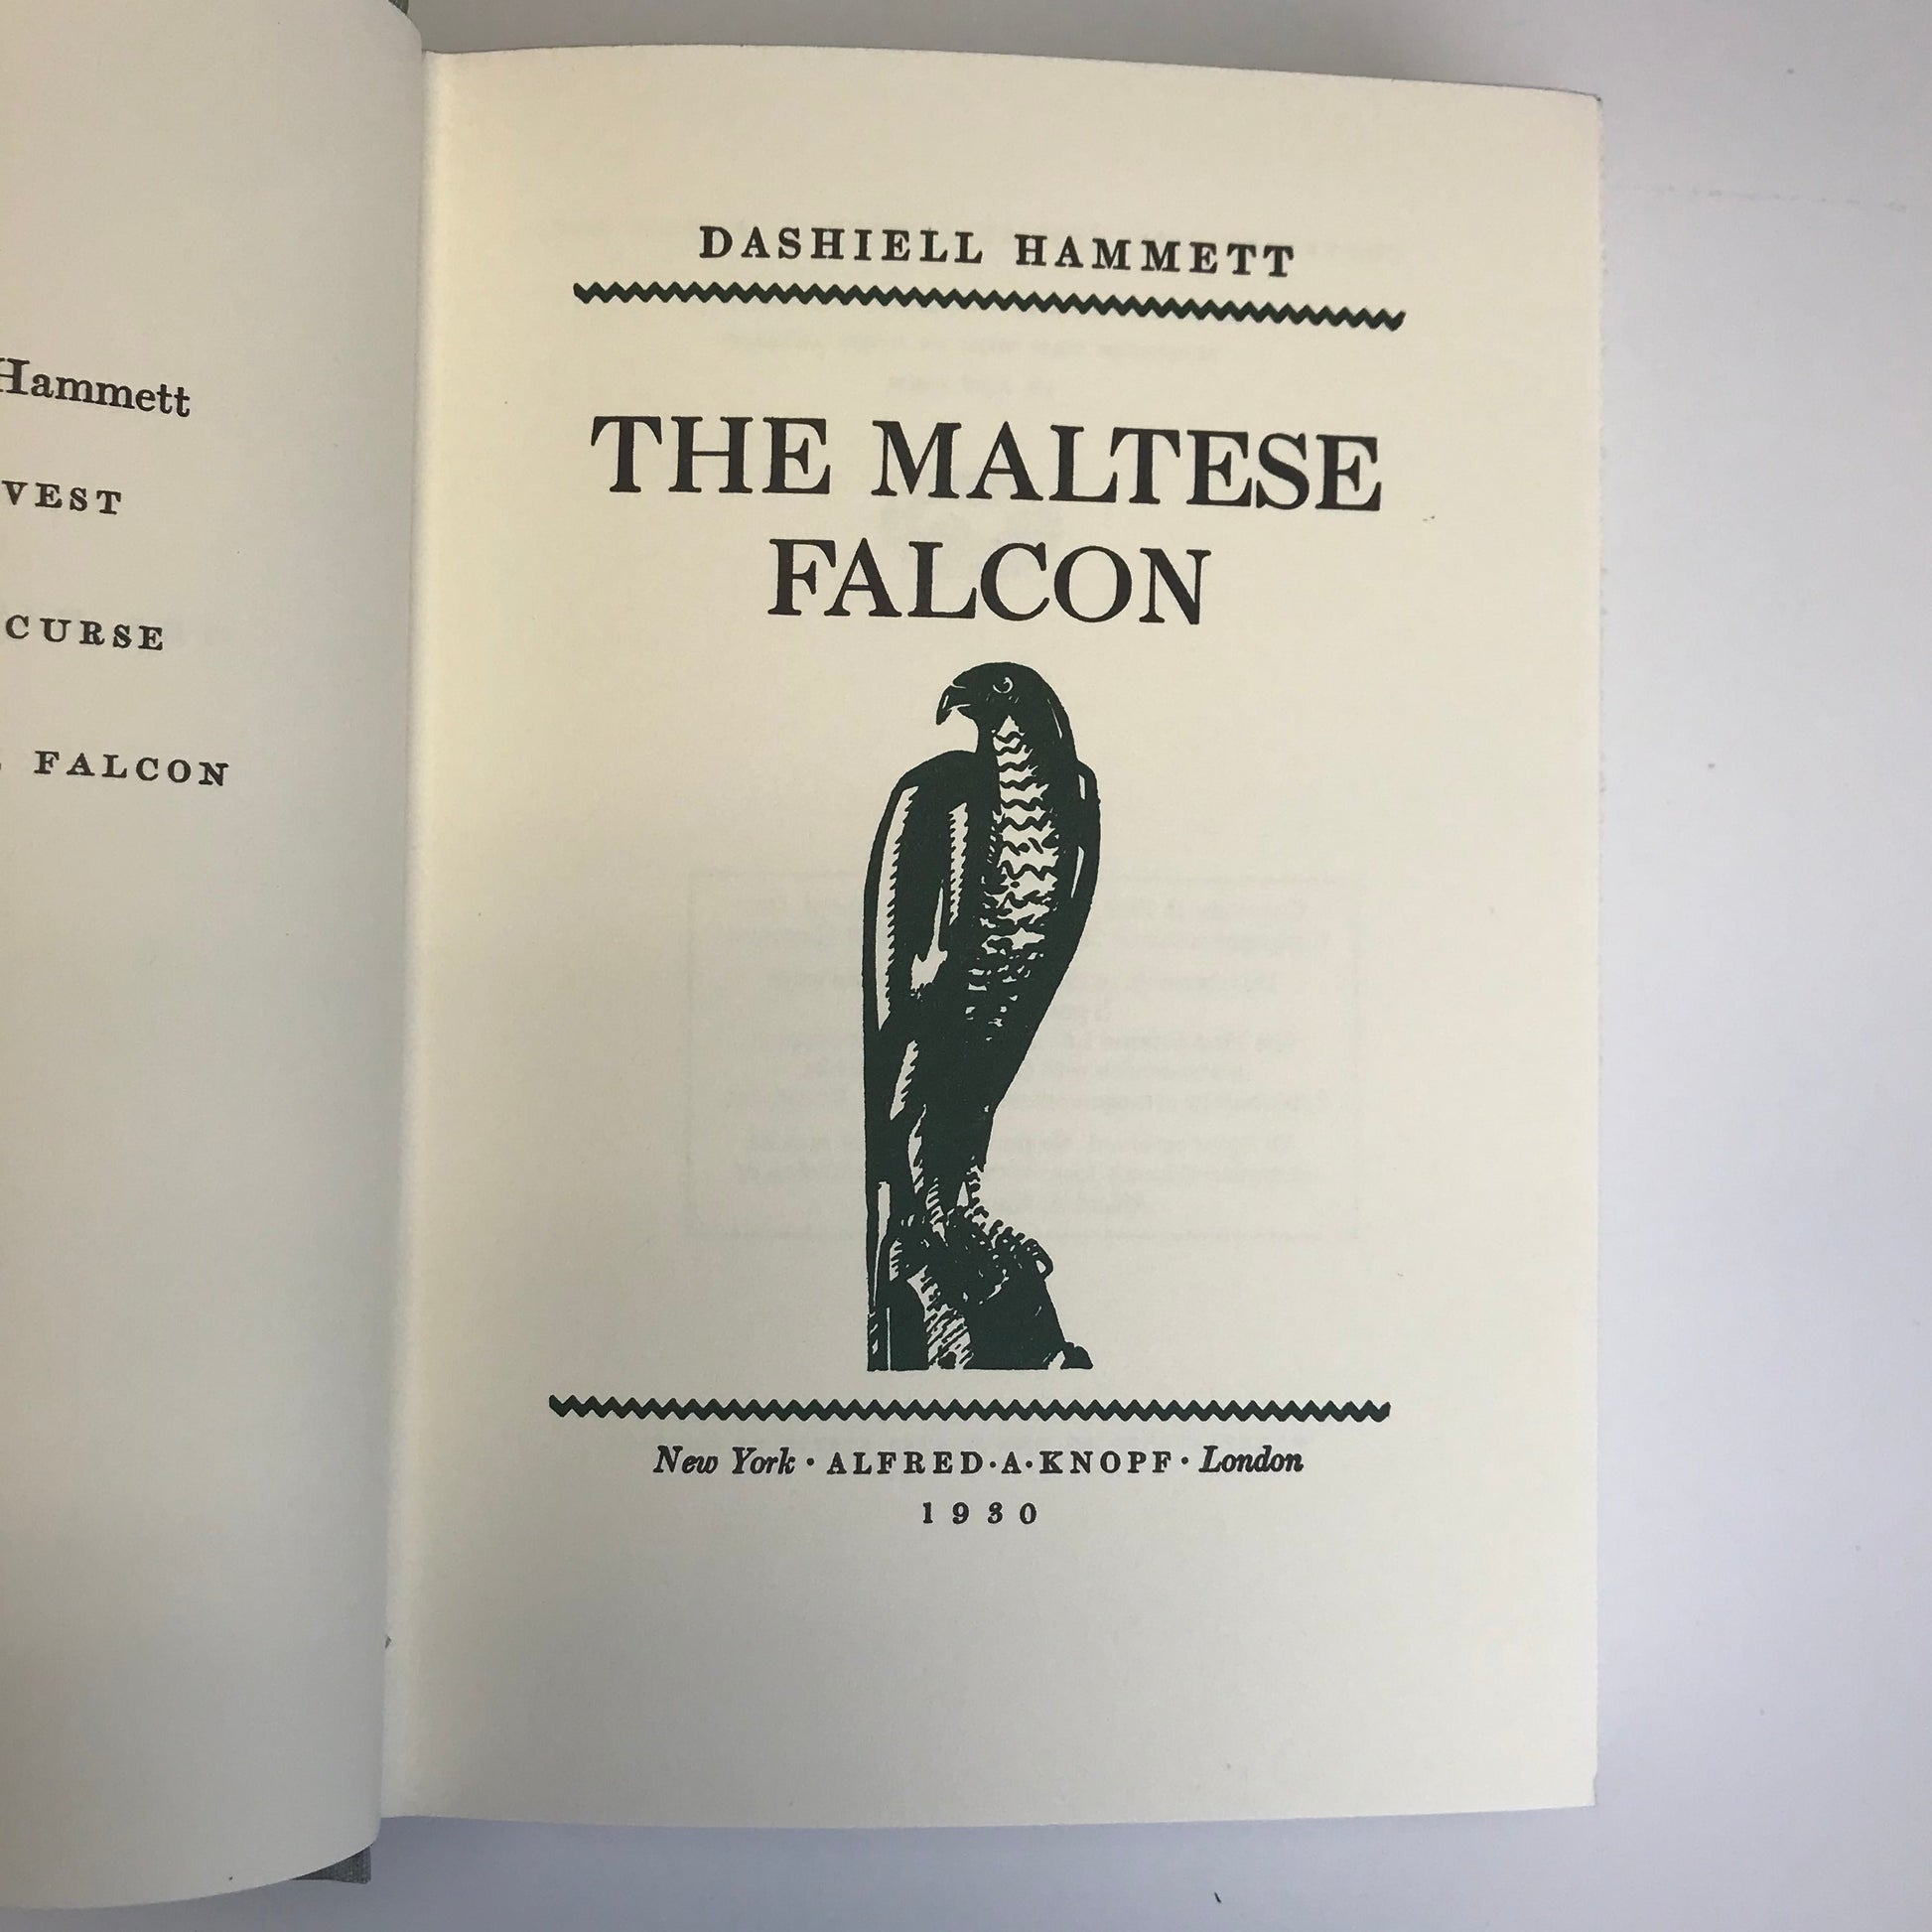 Hammett
VEST
CURSE
FALCON
DASHIELL HAMMETT
THE MALTESE
FALCON
New York · ALFRED · A · KNOPF · London
1930